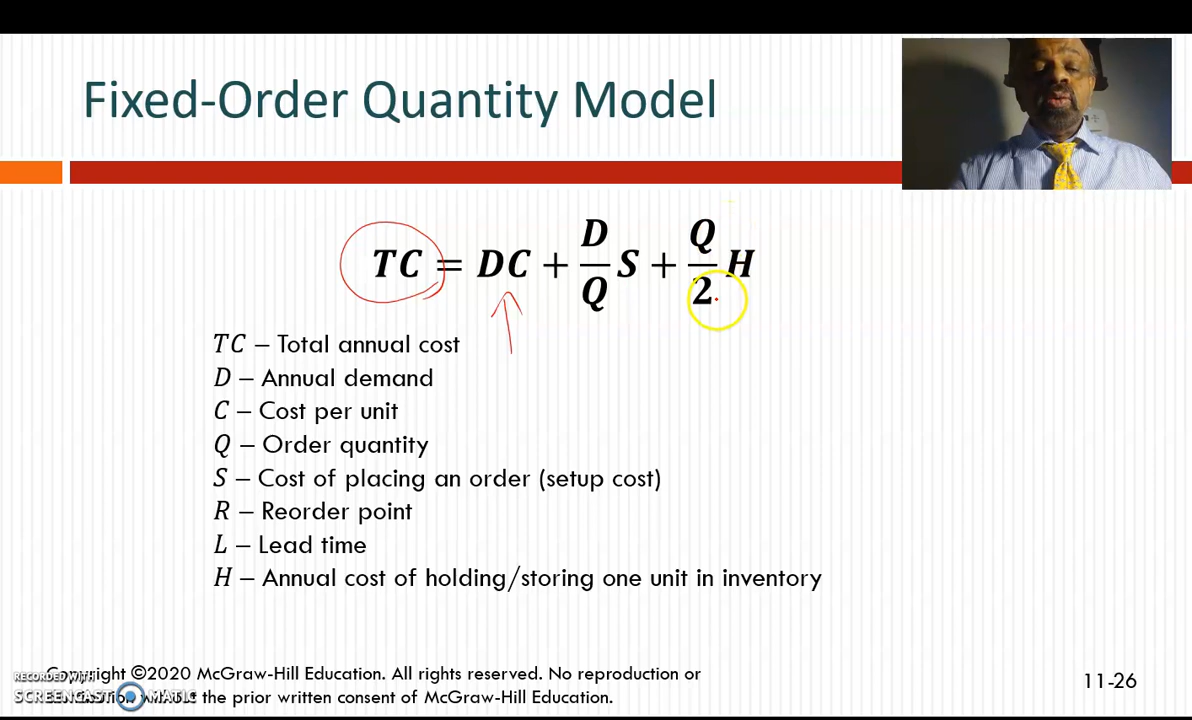 Fixed-Order Quantity Model
TC = DC + D/Q S + Q/2 H
TC – Total annual cost
D – Annual demand
C – Cost per unit
Q – Order quantity
S – Cost of placing an order (setup cost)
R – Reorder point
L – Lead time
H – Annual cost of holding/storing one unit in inventory
Copyright ©2020 McGraw-Hill Education. All rights reserved. No reproduction or
without the prior written consent of McGraw-Hill Education.
RECORDED WITH
SCREENCAST MATIC
11-26